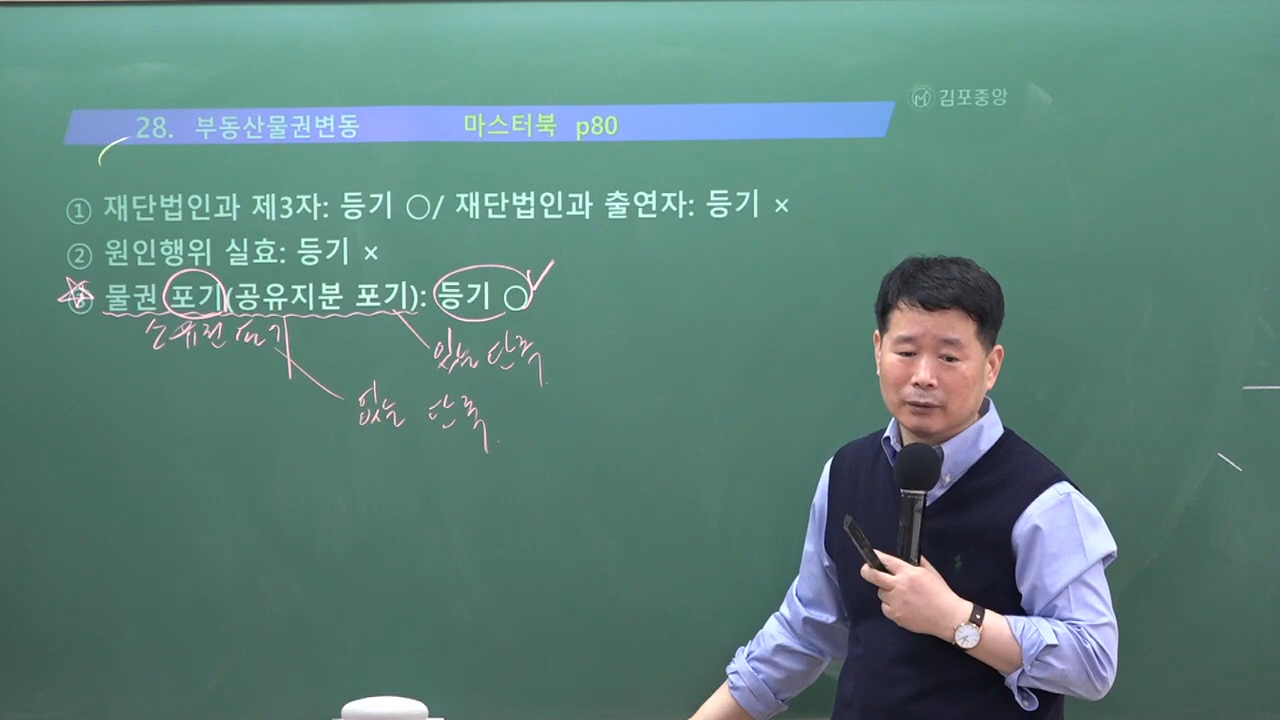 김포중앙
28. 부동산물권변동 마스터북 p80
① 재단법인과 제3자: 등기 ○/ 재단법인과 출연자: 등기 ×
② 원인행위 실효: 등기 ×
③ 물권 포기(공유지분 포기): 등기 ○
소유권 포기
있는 단독
없는 단독